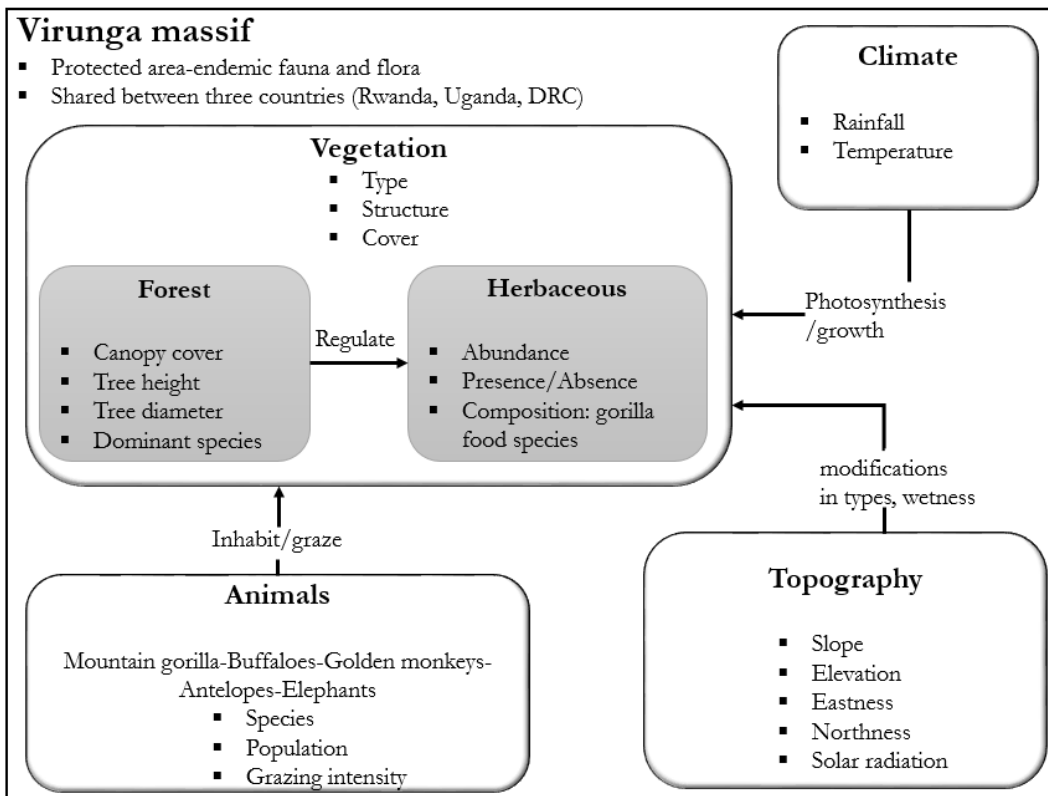 Virunga massif
▪ Protected area-endemic fauna and flora
▪ Shared between three countries (Rwanda, Uganda, DRC)
Climate
▪ Rainfall
▪ Temperature
Vegetation
▪ Type
▪ Structure
▪ Cover
Forest
▪ Canopy cover
▪ Tree height
▪ Tree diameter
▪ Dominant species
Regulate
Herbaceous
▪ Abundance
▪ Presence/Absence
▪ Composition: gorilla
food species
Photosynthesis
/growth
modifications
in types, wetness
Inhabit/graze
Animals
Mountain gorilla-Buffaloes-Golden monkeys-
Antelopes-Elephants
▪ Species
▪ Population
▪ Grazing intensity
Topography
▪ Slope
▪ Elevation
▪ Eastness
▪ Northness
▪ Solar radiation